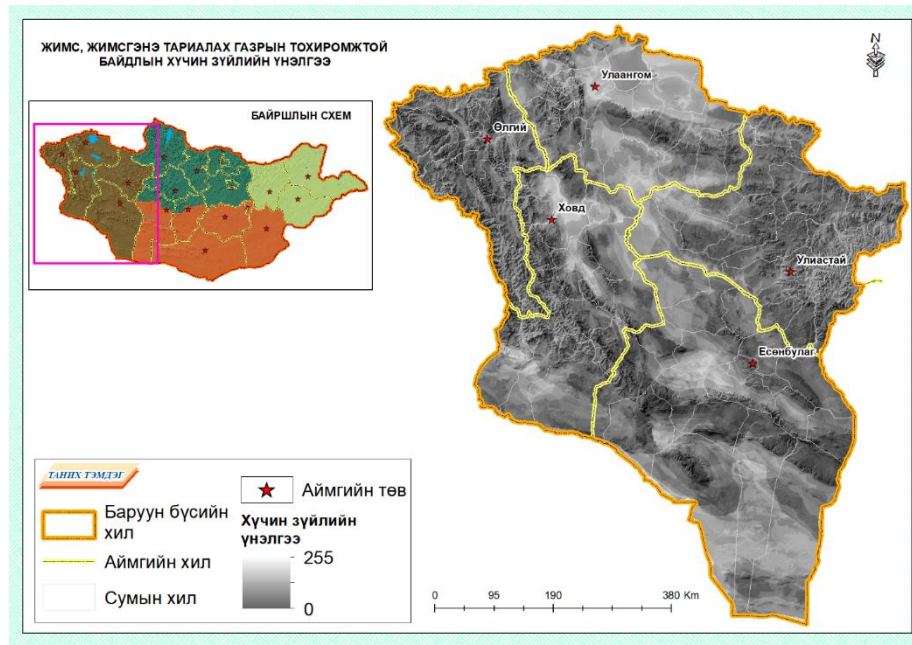 ЖИМС, ЖИМСГЭНЭ ТАРИАЛАХ ГАЗРЫН ТОХИРОМЖТОЙ
БАЙДЛЫН ХҮЧИН ЗҮЙЛИЙН ҮНЭЛГЭЭ
БАЙРШЛЫН СХЕМ
N
Улаангом
Өлгий
Ховд
Улиастай
Есөнбулаг
ТАНИХ ТЭМДЭГ
Баруун бүсийн
хил
Аймгийн хил
Сумын хил
Аймгийн төв
Хүчин зүйлийн
үнэлгээ
255
0
0 95 190 380 Km